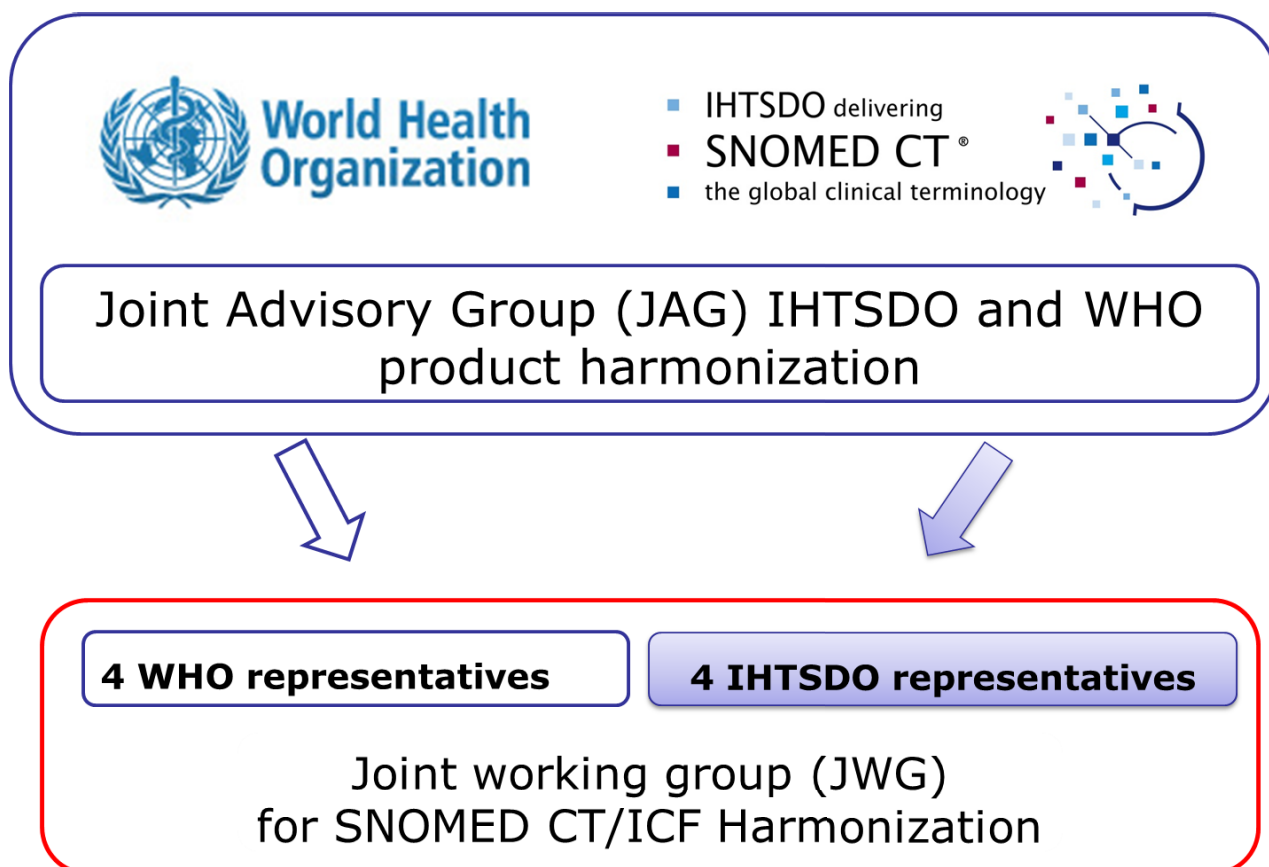 World Health
Organization
IHTSDO delivering
SNOMED CT ®
the global clinical terminology
Joint Advisory Group (JAG) IHTSDO and WHO
product harmonization
4 WHO representatives
4 IHTSDO representatives
Joint working group (JWG)
for SNOMED CT/ICF Harmonization